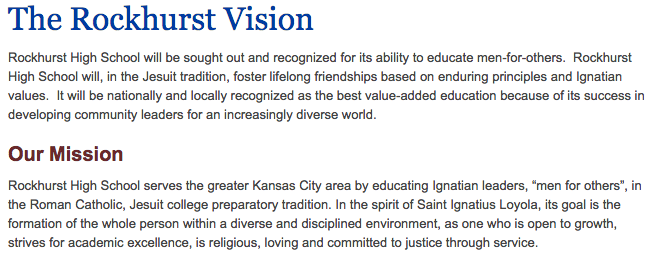 The Rockhurst Vision
Rockhurst High School will be sought out and recognized for its ability to educate men-for-others.  Rockhurst
High School will, in the Jesuit tradition, foster lifelong friendships based on enduring principles and Ignatian
values.  It will be nationally and locally recognized as the best value-added education because of its success in
developing community leaders for an increasingly diverse world.
Our Mission
Rockhurst High School serves the greater Kansas City area by educating Ignatian leaders, “men for others”, in
the Roman Catholic, Jesuit college preparatory tradition. In the spirit of Saint Ignatius Loyola, its goal is the
formation of the whole person within a diverse and disciplined environment, as one who is open to growth,
strives for academic excellence, is religious, loving and committed to justice through service.